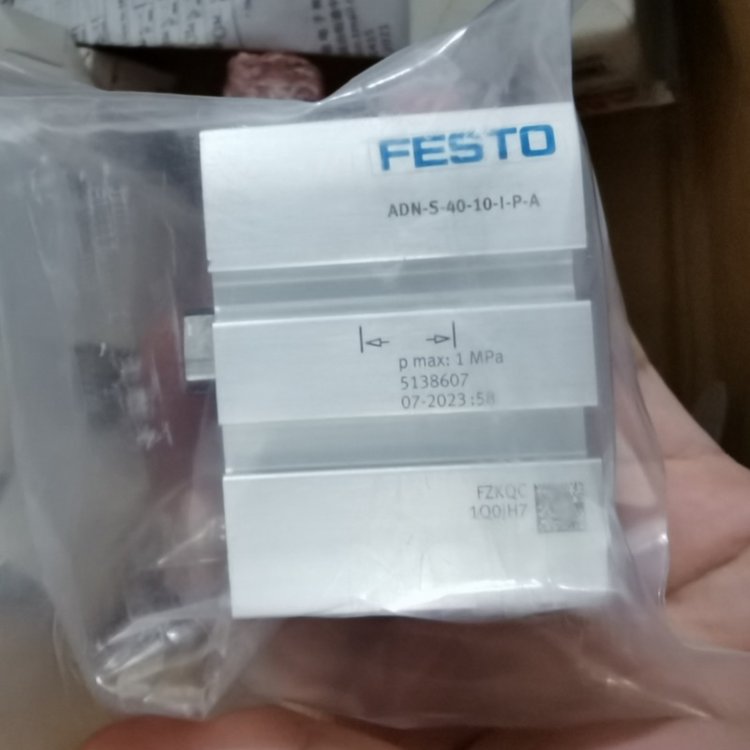 FESTO
ADN-S-40-10-I-P-A
p max: 1 MPa
5138607
07-2023:58
FZKQC
1Q0jH7